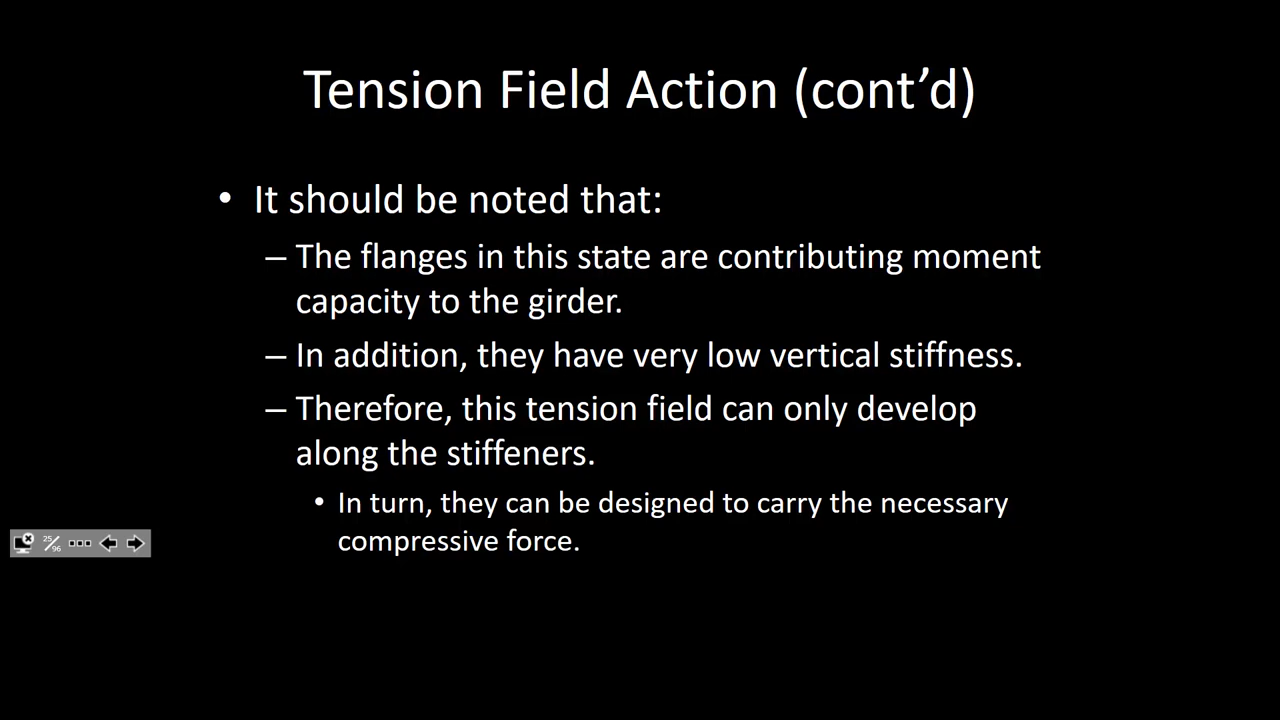 Tension Field Action (cont’d)
• It should be noted that:
– The flanges in this state are contributing moment
capacity to the girder.
– In addition, they have very low vertical stiffness.
– Therefore, this tension field can only develop
along the stiffeners.
• In turn, they can be designed to carry the necessary
compressive force.
25/96